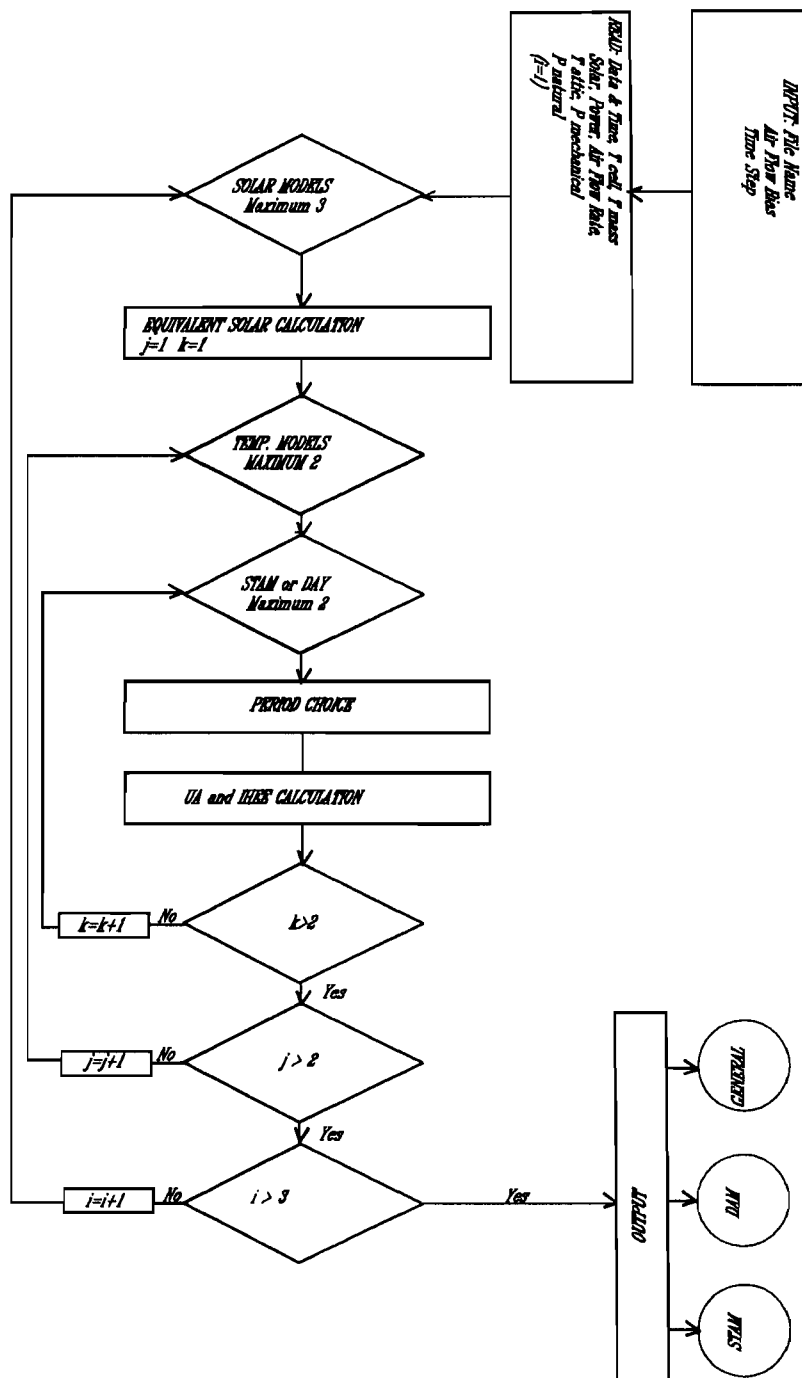 INPUT: File Name
Air Flow Bias
Time Step
READ: Data & Time, T cell, T mass
Solar, Power, Air Flow Rate,
T attic, P mechanical
P natural
(i=1)
SOLAR MODELS
Maximum 3
EQUIVALENT SOLAR CALCULATION
j=1 k=1
TEMP. MODELS
MAXIMUM 2
STAM or DAY
Maximum 2
PERIOD CHOICE
UA and IHEE CALCULATION
k>2
No
k=k+1
Yes
j > 2
No
j=j+1
Yes
i > 3
No
i=i+1
Yes
OUTPUT
GENERAL
DAM
STAM